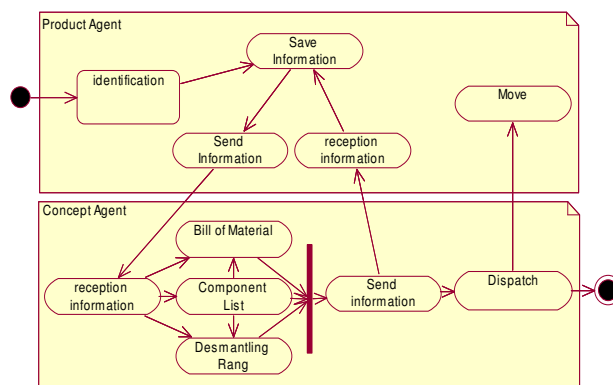 Product Agent
Save
Information
identification
Move
Send
Information
reception
information
Concept Agent
Bill of Material
reception
information
Component
List
Send
information
Dispatch
Desmantling
Rang